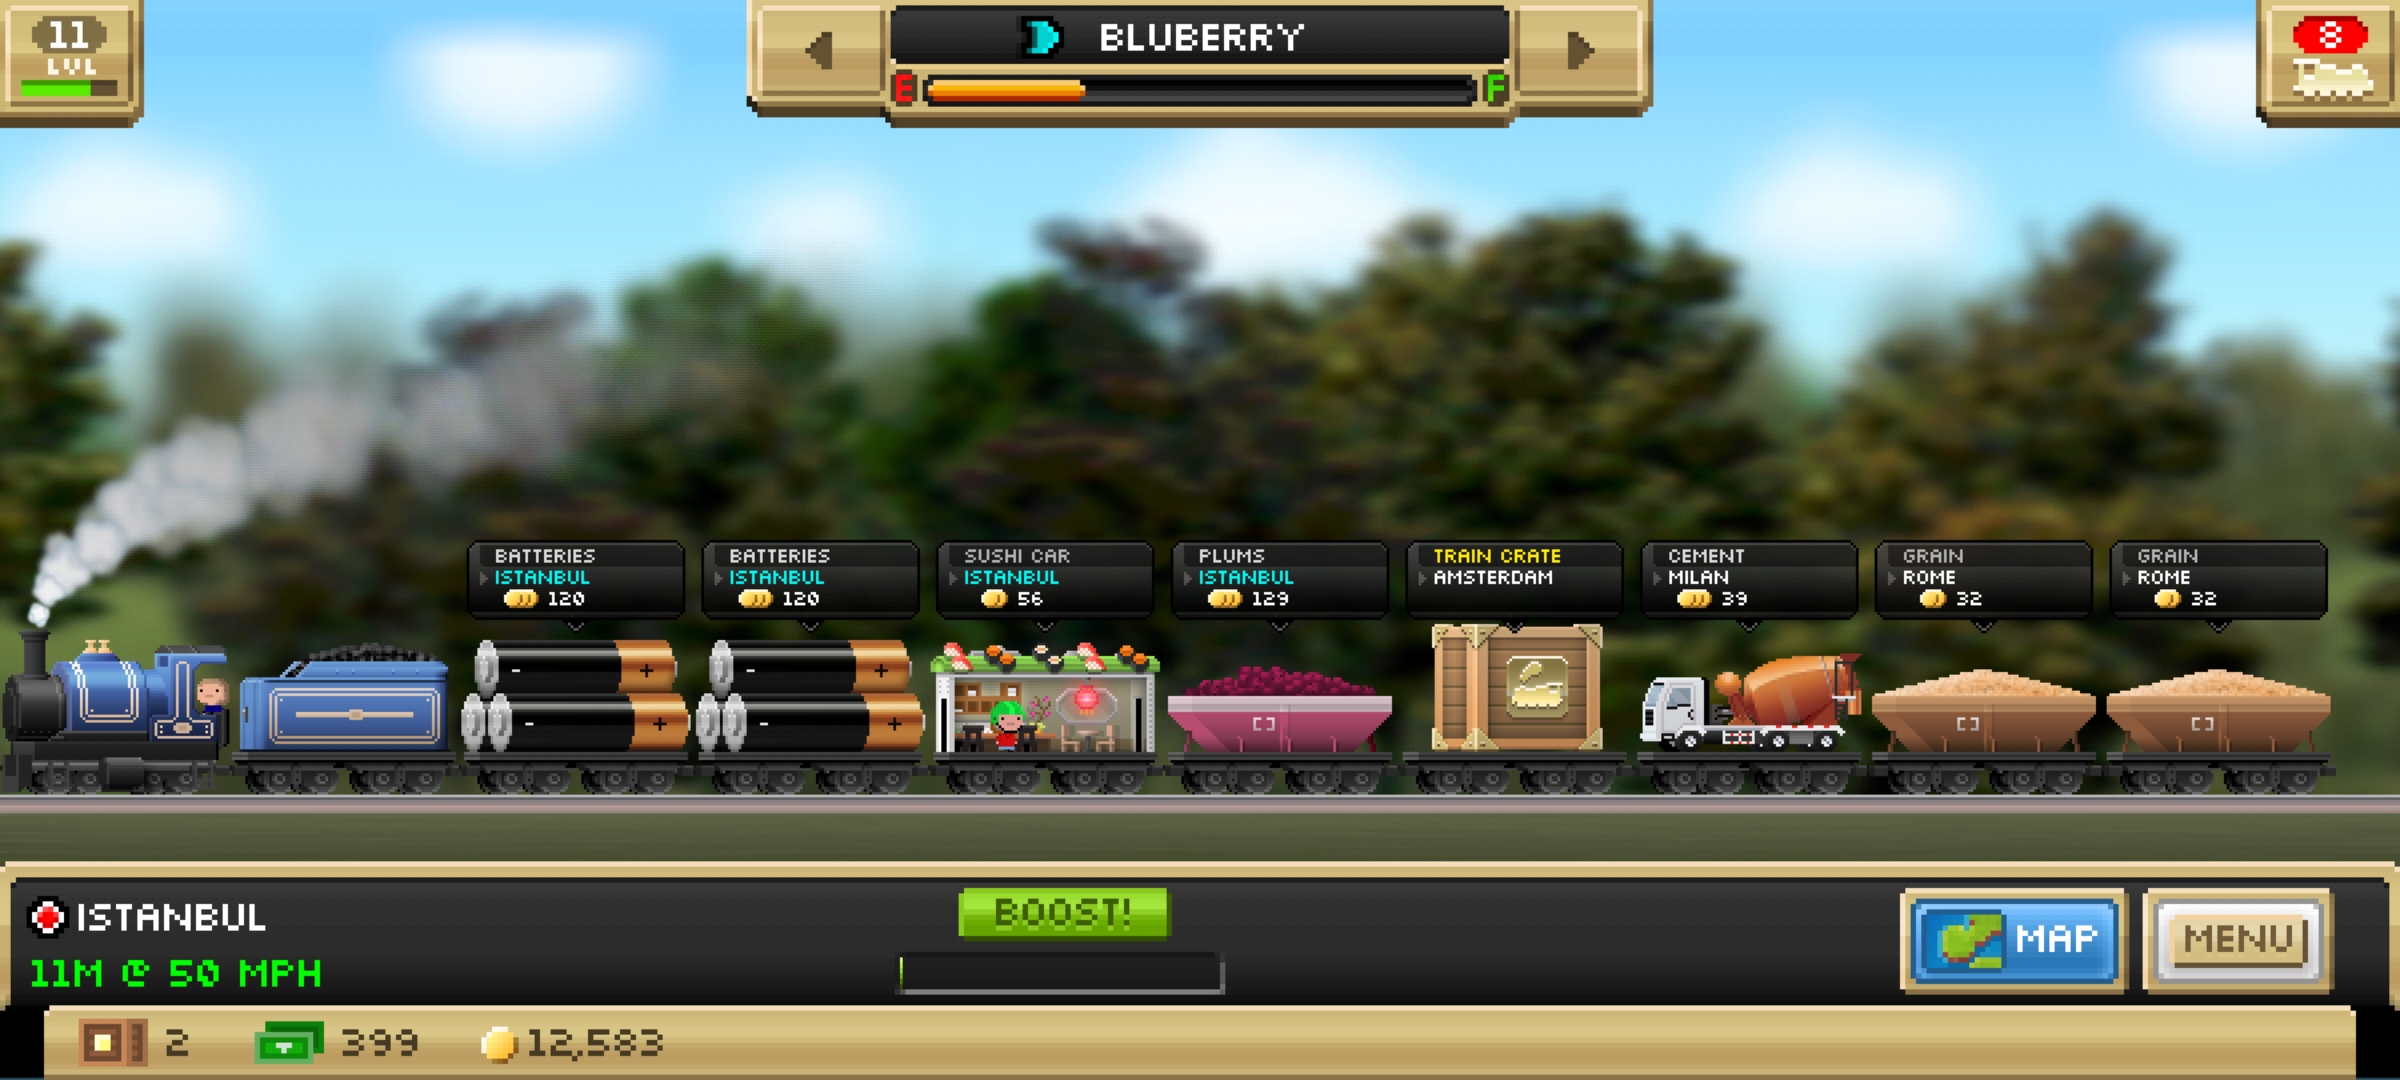 11
LVL
BLUBERRY
E F
8
BATTERIES
ISTANBUL
120
BATTERIES
ISTANBUL
120
SUSHI CAR
ISTANBUL
56
PLUMS
ISTANBUL
129
TRAIN CRATE
AMSTERDAM
CEMENT
MILAN
39
GRAIN
ROME
32
GRAIN
ROME
32
- +
- +
- +
- +
ISTANBUL
11M @ 50 MPH
BOOST!
MAP
MENU
2
399
12,583